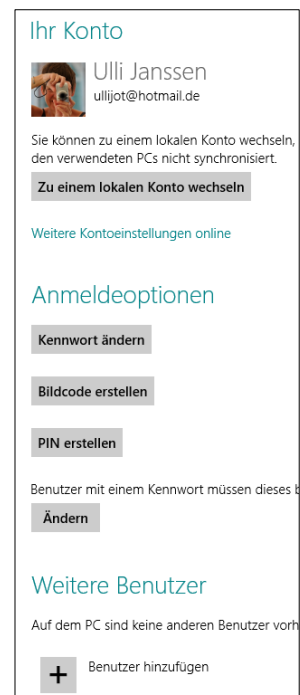 Ihr Konto
Ulli Janssen
ullijot@hotmail.de
Sie können zu einem lokalen Konto wechseln,
den verwendeten PCs nicht synchronisiert.
Zu einem lokalen Konto wechseln
Weitere Kontoeinstellungen online
Anmeldeoptionen
Kennwort ändern
Bildcode erstellen
PIN erstellen
Benutzer mit einem Kennwort müssen dieses
Ändern
Weitere Benutzer
Auf dem PC sind keine anderen Benutzer vorh
+ Benutzer hinzufügen